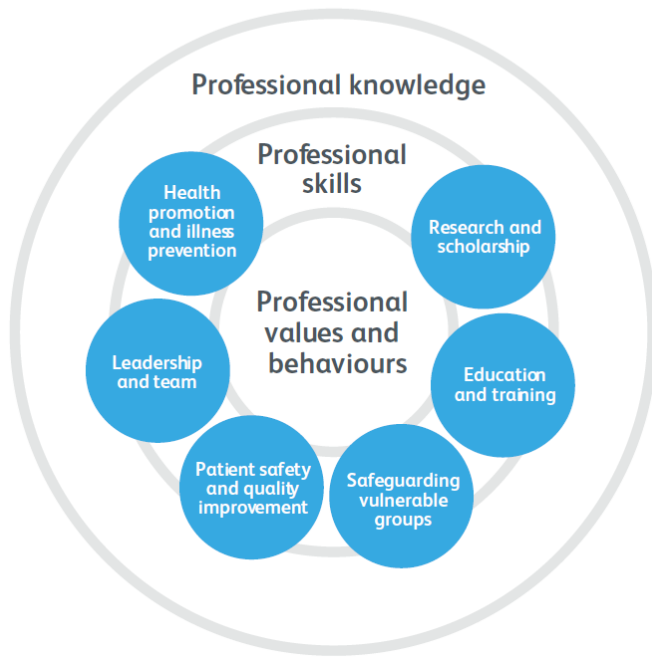 Professional knowledge
Professional
skills
Health
promotion
and illness
prevention
Research and
scholarship
Professional
values and
behaviours
Leadership
and team
Education
and training
Patient safety
and quality
improvement
Safeguarding
vulnerable
groups